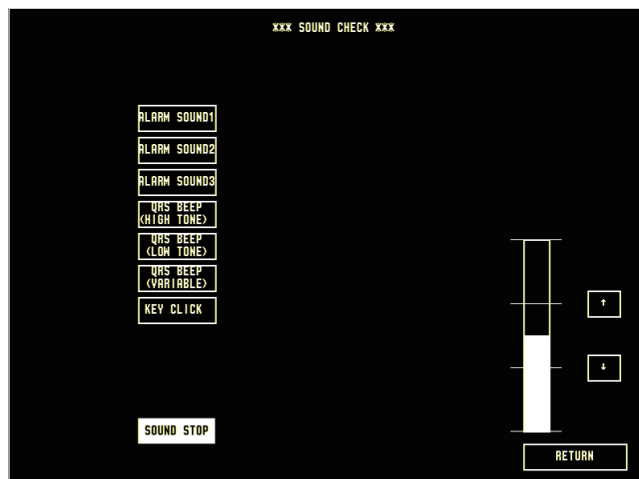 *** SOUND CHECK ***
ALARM SOUND1
ALARM SOUND2
ALARM SOUND3
QRS BEEP
(HIGH TONE)
QRS BEEP
(LOW TONE)
QRS BEEP
(VARIABLE)
KEY CLICK
↑
↓
SOUND STOP
RETURN